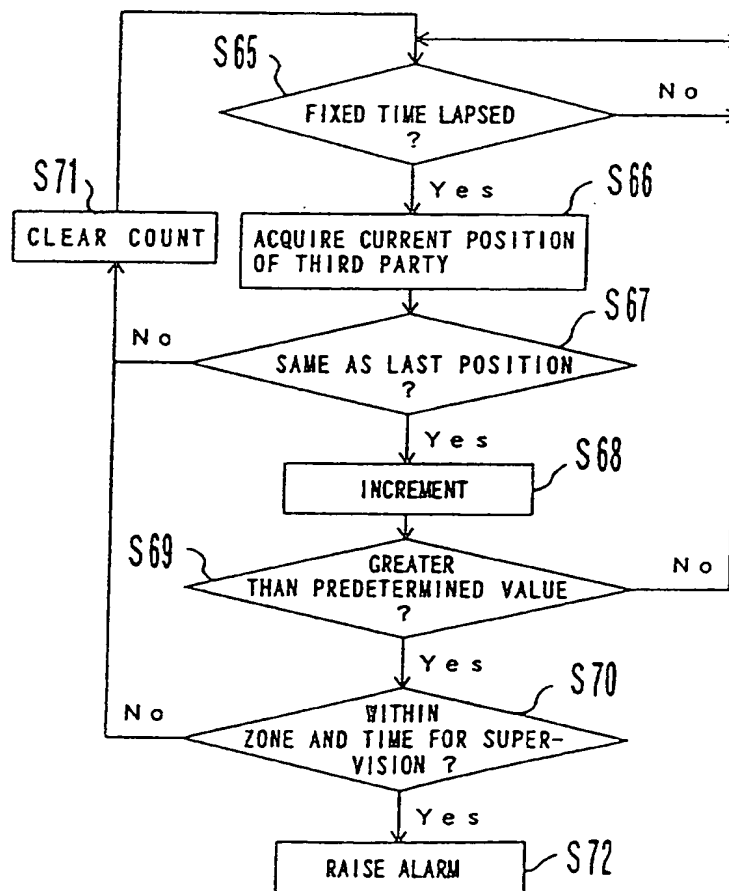 S65
FIXED TIME LAPSED
?
No
Yes
S66
S71
CLEAR COUNT
ACQUIRE CURRENT POSITION
OF THIRD PARTY
S67
No
SAME AS LAST POSITION
?
Yes
S68
INCREMENT
S69
GREATER
THAN PREDETERMINED VALUE
?
No
Yes
S70
No
WITHIN
ZONE AND TIME FOR SUPER-
VISION ?
Yes
S72
RAISE ALARM